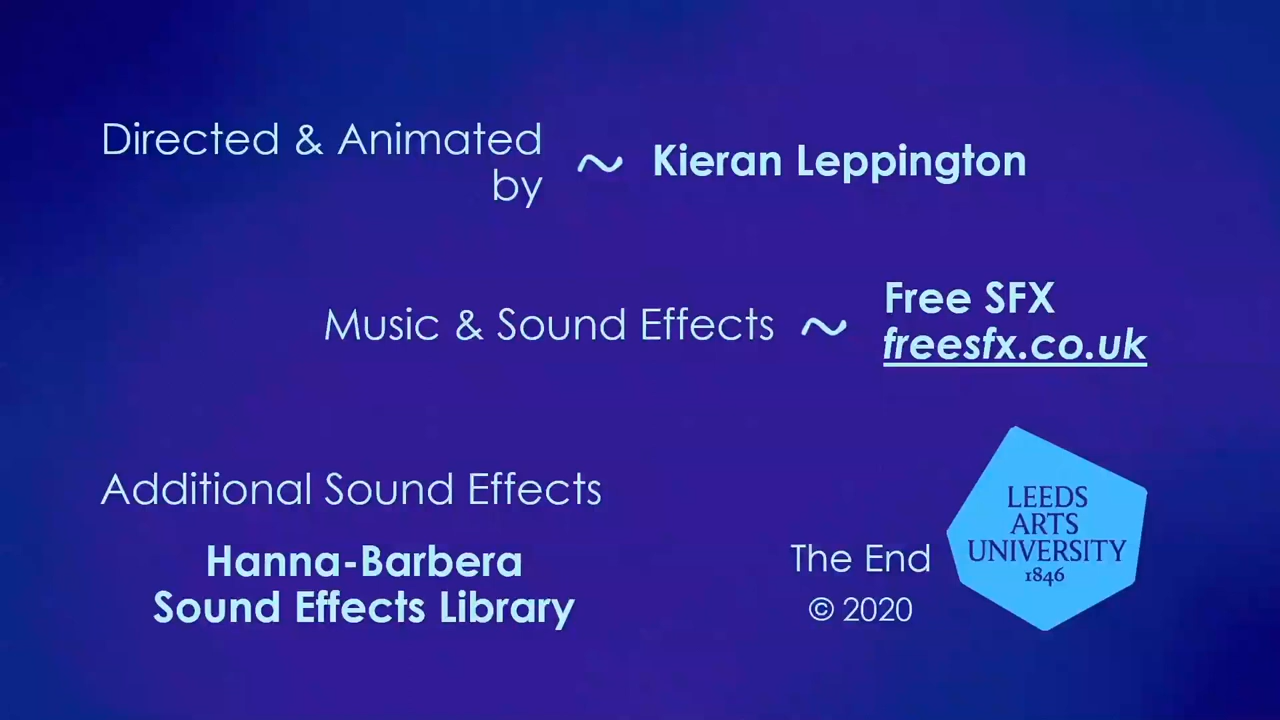 Directed & Animated
by ~ Kieran Leppington
Music & Sound Effects ~ Free SFX
freesfx.co.uk
Additional Sound Effects
Hanna-Barbera
Sound Effects Library
The End
© 2020
LEEDS
ARTS
UNIVERSITY
1846